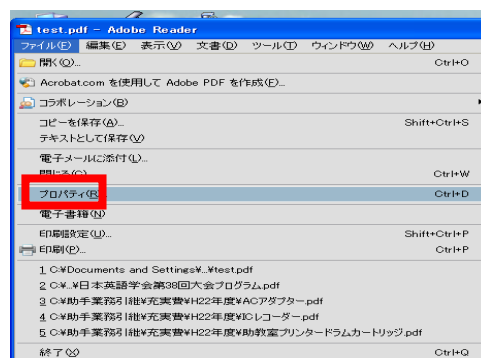 test.pdf - Adobe Reader
ファイル(F) 編集(E) 表示(V) 文書(D) ツール(T) ウィンドウ(W) ヘルプ(H)
開く(O)... Ctrl+O
Acrobat.com を使用して Adobe PDF を作成(F)...
コラボレーション(B)
コピーを保存(A)... Shift+Ctrl+S
テキストとして保存(V)
電子メールに添付(L)...
閉じる(C) Ctrl+W
プロパティ(R)... Ctrl+D
電子書籍(N)
印刷設定(U)... Shift+Ctrl+P
印刷(P)... Ctrl+P
1 C:¥Documents and Settings¥...¥test.pdf
2 C:¥...¥日本英語学会第38回大会プログラム.pdf
3 C:¥助手業務引継¥充実費¥H22年度¥ACアダプター.pdf
4 C:¥助手業務引継¥充実費¥H22年度¥ICレコーダー.pdf
5 C:¥助手業務引継¥充実費¥H22年度¥助教室プリンタードラムカートリッジ.pdf
終了(X) Ctrl+Q